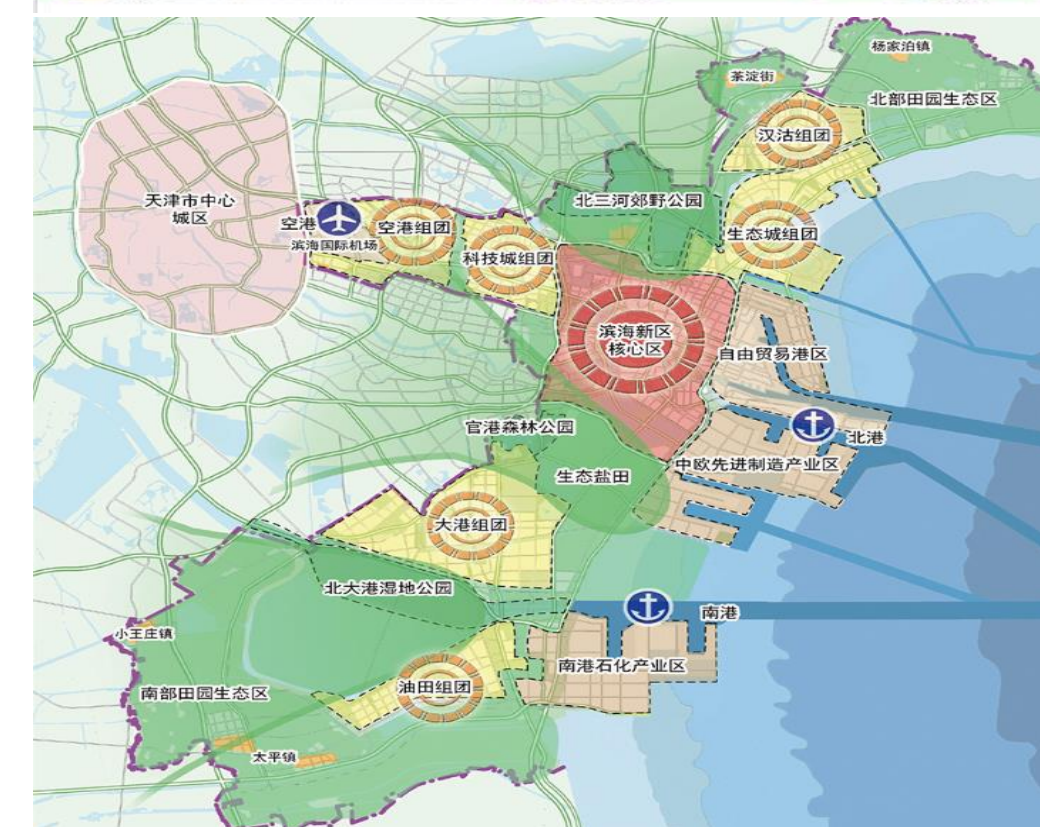 杨家泊镇
茶淀街
北部田园生态区
汉沽组团
天津市中心
城区
北三河郊野公园
空港
空港组团
生态城组团
滨海国际机场
科技城组团
滨海新区
核心区
自由贸易港区
官港森林公园
北港
中欧先进制造产业区
生态盐田
大港组团
北大港湿地公园
南港
小王庄镇
南港石化产业区
油田组团
南部田园生态区
太平镇